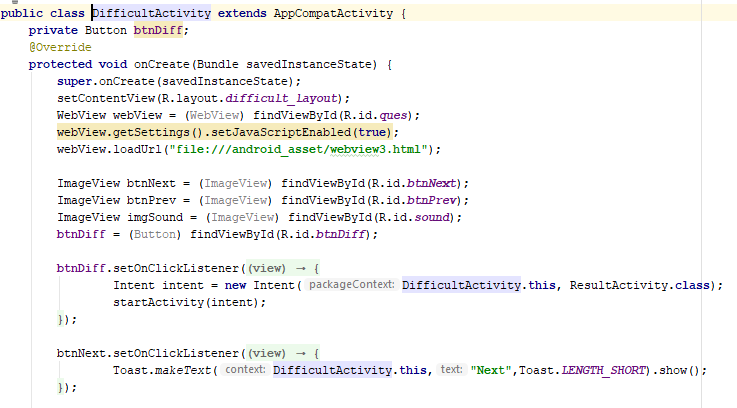 public class DifficultActivity extends AppCompatActivity {
private Button btnDiff;
@Override
protected void onCreate(Bundle savedInstanceState) {
super.onCreate(savedInstanceState);
setContentView(R.layout.difficult_layout);
WebView webView = (WebView) findViewById(R.id.ques);
webView.getSettings().setJavaScriptEnabled(true);
webView.loadUrl("file:///android_asset/webview3.html");
ImageView btnNext = (ImageView) findViewById(R.id.btnNext);
ImageView btnPrev = (ImageView) findViewById(R.id.btnPrev);
ImageView imgSound = (ImageView) findViewById(R.id.sound);
btnDiff = (Button) findViewById(R.id.btnDiff);
btnDiff.setOnClickListener((view) → {
Intent intent = new Intent( packageContext: DifficultActivity.this, ResultActivity.class);
startActivity(intent);
});
btnNext.setOnClickListener((view) → {
Toast.makeText( context: DifficultActivity.this, text: "Next",Toast.LENGTH_SHORT).show();
});